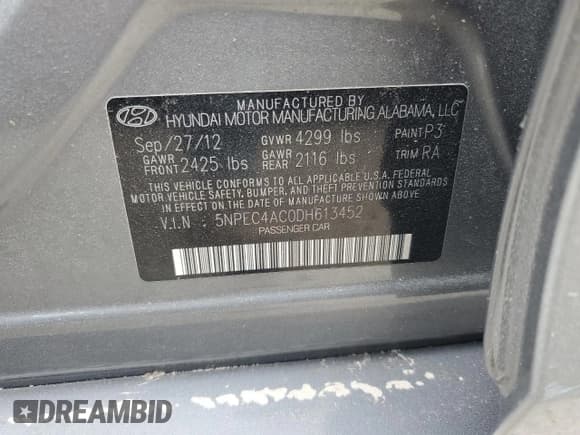 MANUFACTURED BY
HYUNDAI MOTOR MANUFACTURING ALABAMA, LLC
Sep/27/12 GVWR 4299 lbs PAINT P3
GAWR FRONT 2425 lbs GAWR REAR 2116 lbs TRIM RA
THIS VEHICLE CONFORMS TO ALL APPLICABLE U.S.A. FEDERAL
MOTOR VEHICLE SAFETY, BUMPER, AND THEFT PREVENTION STANDARDS
IN EFFECT ON THE DATE OF MANUFACTURE SHOWN ABOVE
V.I.N : 5NPEC4AC0DH613452
PASSENGER CAR
DREAMBID